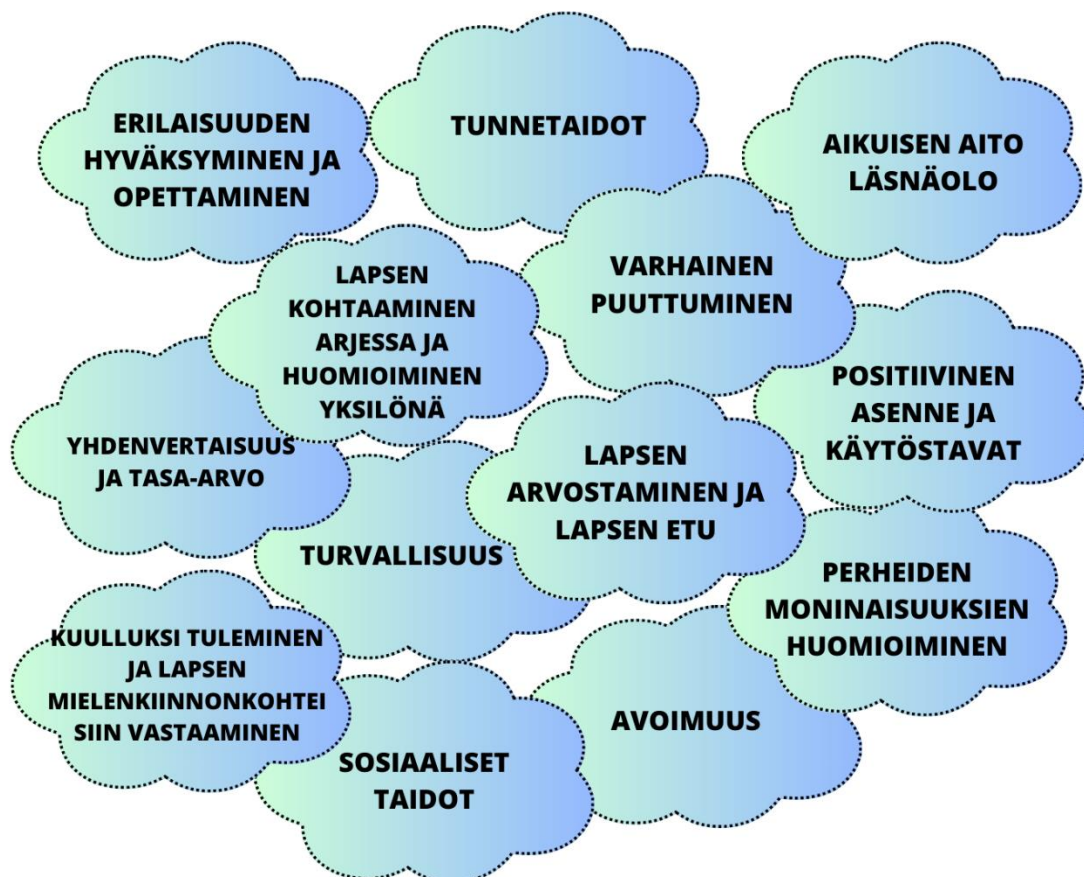 ERILAISUUDEN
HYVÄKSYMINEN JA
OPETTAMINEN
TUNNETAIDOT
AIKUISEN AITO
LÄSNÄOLO
LAPSEN
KOHTAAMINEN
ARJESSA JA
HUOMIOIMINEN
YKSILÖNÄ
VARHAINEN
PUUTTUMINEN
POSITIIVINEN
ASENNE JA
KÄYTÖSTAVAT
YHDENVERTAISUUS
JA TASA-ARVO
LAPSEN
ARVOSTAMINEN JA
LAPSEN ETU
TURVALLISUUS
PERHEIDEN
MONINAISUUKSIEN
HUOMIOIMINEN
KUULLUKSI TULEMINEN
JA LAPSEN
MIELENKIINNONKOHTEI
SIIN VASTAAMINEN
AVOIMUUS
SOSIAALISET
TAIDOT